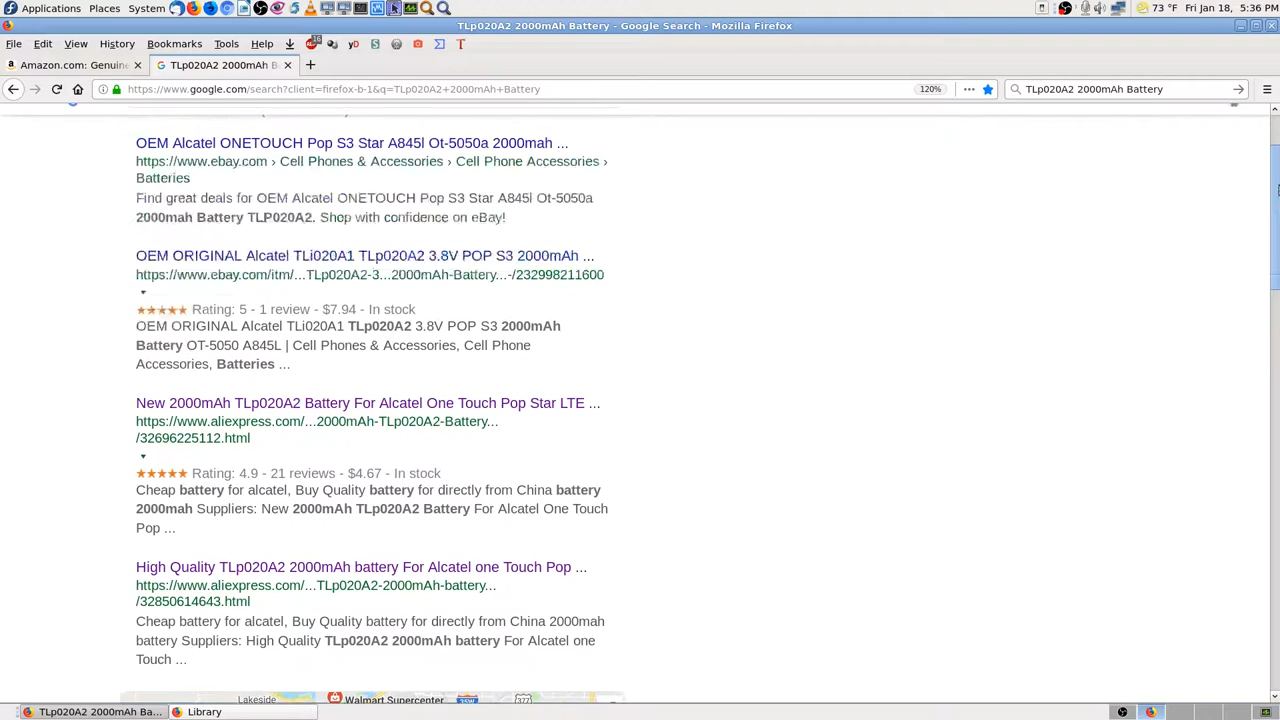 Applications Places System 73 °F Fri Jan 18, 5:36 PM
TLp020A2 2000mAh Battery - Google Search - Mozilla Firefox
File Edit View History Bookmarks Tools Help
Amazon.com: Genuine TLp020A2 2000mAh B
https://www.google.com/search?client=firefox-b-1&q=TLp020A2+2000mAh+Battery 120% TLp020A2 2000mAh Battery
OEM Alcatel ONETOUCH Pop S3 Star A845l Ot-5050a 2000mah ...
https://www.ebay.com › Cell Phones & Accessories › Cell Phone Accessories ›
Batteries
Find great deals for OEM Alcatel ONETOUCH Pop S3 Star A845l Ot-5050a
2000mah Battery TLP020A2. Shop with confidence on eBay!
OEM ORIGINAL Alcatel TLi020A1 TLp020A2 3.8V POP S3 2000mAh ...
https://www.ebay.com/itm/...TLp020A2-3...2000mAh-Battery...-/232998211600
Rating: 5 - 1 review - $7.94 - In stock
OEM ORIGINAL Alcatel TLi020A1 TLp020A2 3.8V POP S3 2000mAh
Battery OT-5050 A845L | Cell Phones & Accessories, Cell Phone
Accessories, Batteries ...
New 2000mAh TLp020A2 Battery For Alcatel One Touch Pop Star LTE ...
https://www.aliexpress.com/...2000mAh-TLp020A2-Battery...
/32696225112.html
Rating: 4.9 - 21 reviews - $4.67 - In stock
Cheap battery for alcatel, Buy Quality battery for directly from China battery
2000mah Suppliers: New 2000mAh TLp020A2 Battery For Alcatel One Touch
Pop ...
High Quality TLp020A2 2000mAh battery For Alcatel one Touch Pop ...
https://www.aliexpress.com/...TLp020A2-2000mAh-battery...
/32850614643.html
Cheap battery for alcatel, Buy Quality battery for directly from China 2000mah
battery Suppliers: High Quality TLp020A2 2000mAh battery For Alcatel one
Touch ...
Lakeside Walmart Supercenter 377
TLp020A2 2000mAh Ba... Library